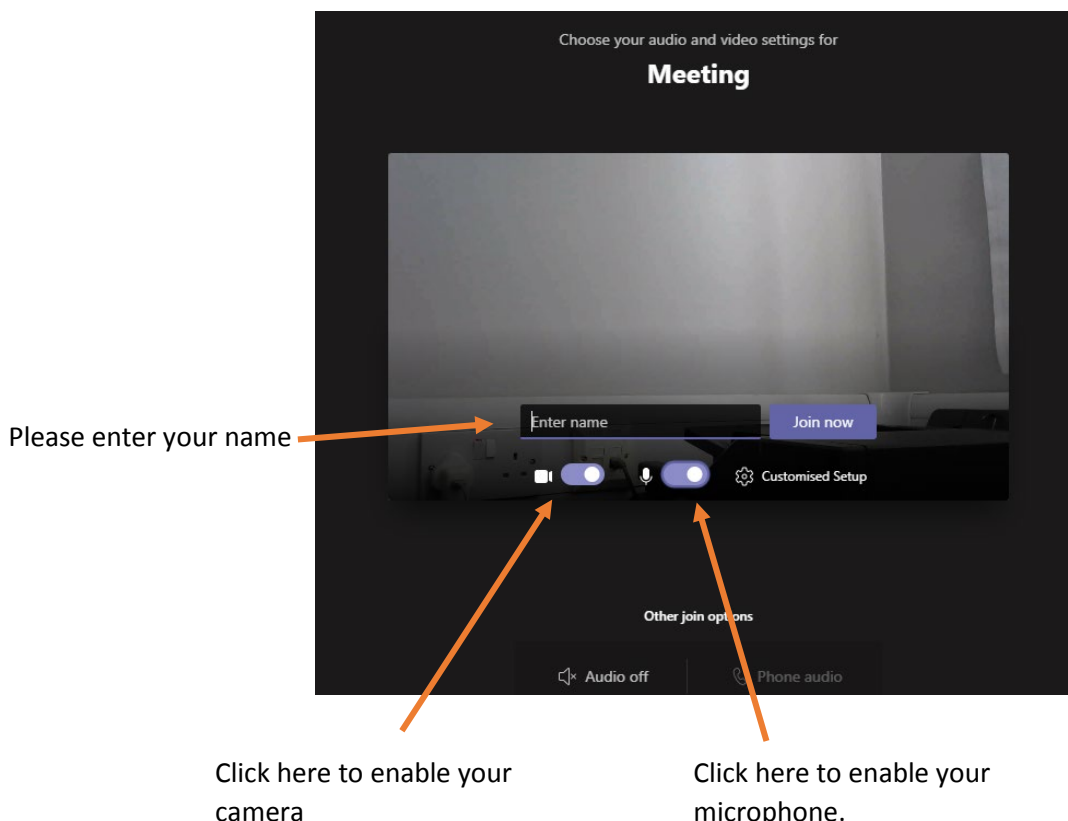 Choose your audio and video settings for
Meeting
Please enter your name
Enter name
Join now
Customised Setup
Other join options
Audio off
Phone audio
Click here to enable your
camera
Click here to enable your
microphone.